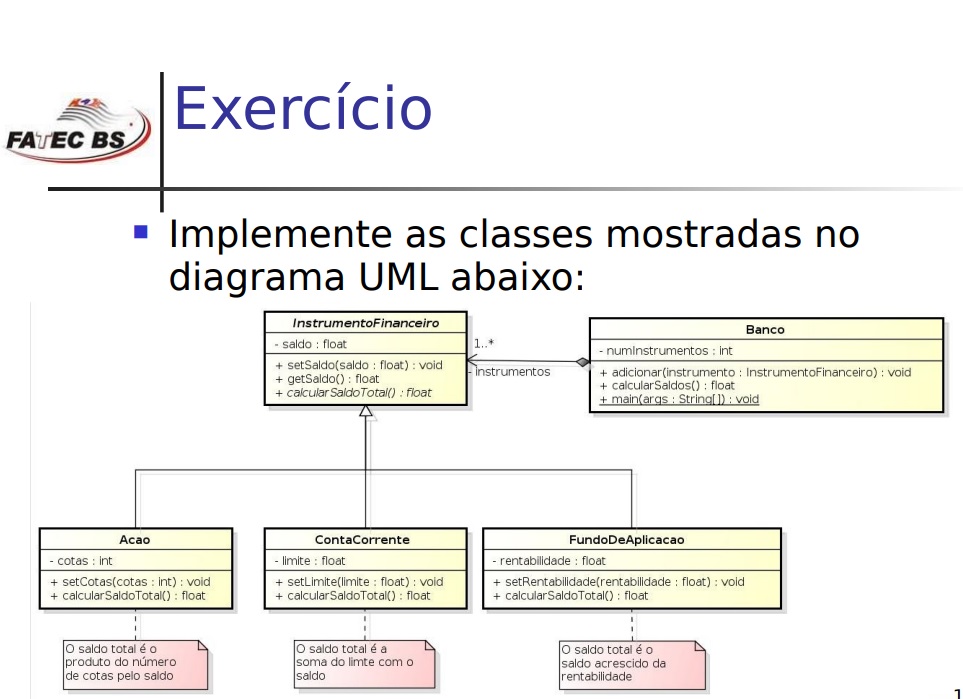 FATEC BS
Exercício
Implemente as classes mostradas no
diagrama UML abaixo:
InstrumentoFinanceiro
- saldo : float
+ setSaldo(saldo : float) : void
+ getSaldo() : float
+ calcularSaldoTotal() : float
1..*
- instrumentos
Banco
- numInstrumentos : int
+ adicionar(instrumento : InstrumentoFinanceiro) : void
+ calcularSaldos() : float
+ main(args : String[]) : void
Acao
- cotas : int
+ setCotas(cotas : int) : void
+ calcularSaldoTotal() : float
ContaCorrente
- limite : float
+ setLimite(limite : float) : void
+ calcularSaldoTotal() : float
FundoDeAplicacao
- rentabilidade : float
+ setRentabilidade(rentabilidade : float) : void
+ calcularSaldoTotal() : float
O saldo total é o
produto do número
de cotas pelo saldo
O saldo total é a
soma do limte com o
saldo
O saldo total é o
saldo acrescido da
rentabilidade
1